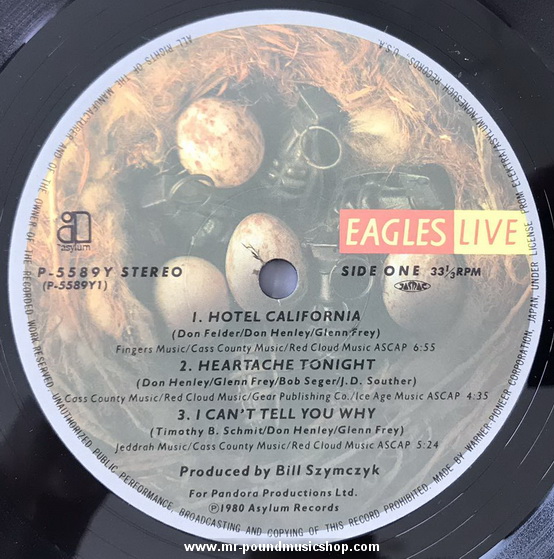 ALL RIGHTS OF THE MANUFACTURER AND OF THE OWNER OF THE RECORDED WORK RESERVED. UNAUTHORIZED PUBLIC PERFORMANCE, BROADCASTING AND COPYING OF THIS RECORD PROHIBITED. MADE BY WARNER-PIONEER CORPORATION, JAPAN, UNDER LICENSE FROM ELEKTRA/ASYLUM/NONESUCH RECORDS, U.S.A.
asylum
EAGLES LIVE
P-5589Y STEREO
(P-5589Y1)
SIDE ONE 33⅓RPM
JASRAC
1. HOTEL CALIFORNIA
(Don Felder/Don Henley/Glenn Frey)
Fingers Music/Cass County Music/Red Cloud Music ASCAP 6:55
2. HEARTACHE TONIGHT
(Don Henley/Glenn Frey/Bob Seger/J.D. Souther)
Cass County Music/Red Cloud Music/Gear Publishing Co./Ice Age Music ASCAP 4:35
3. I CAN'T TELL YOU WHY
(Timothy B. Schmit/Don Henley/Glenn Frey)
Jeddrah Music/Cass County Music/Red Cloud Music ASCAP 5:24
Produced by Bill Szymczyk
For Pandora Productions Ltd.
Ⓟ1980 Asylum Records
www.mr-poundmusicshop.com